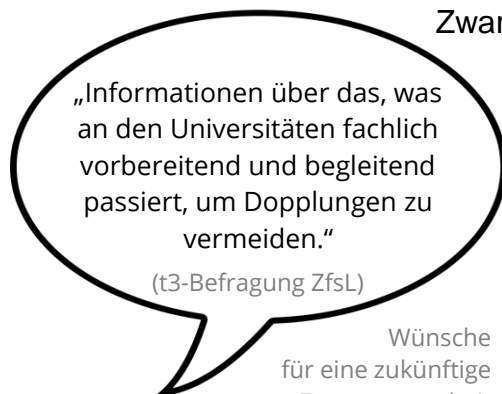 „Informationen über das, was
an den Universitäten fachlich
vorbereitend und begleitend
passiert, um Dopplungen zu
vermeiden.“
(t3-Befragung ZfsL)
Wünsche
für eine zukünftige